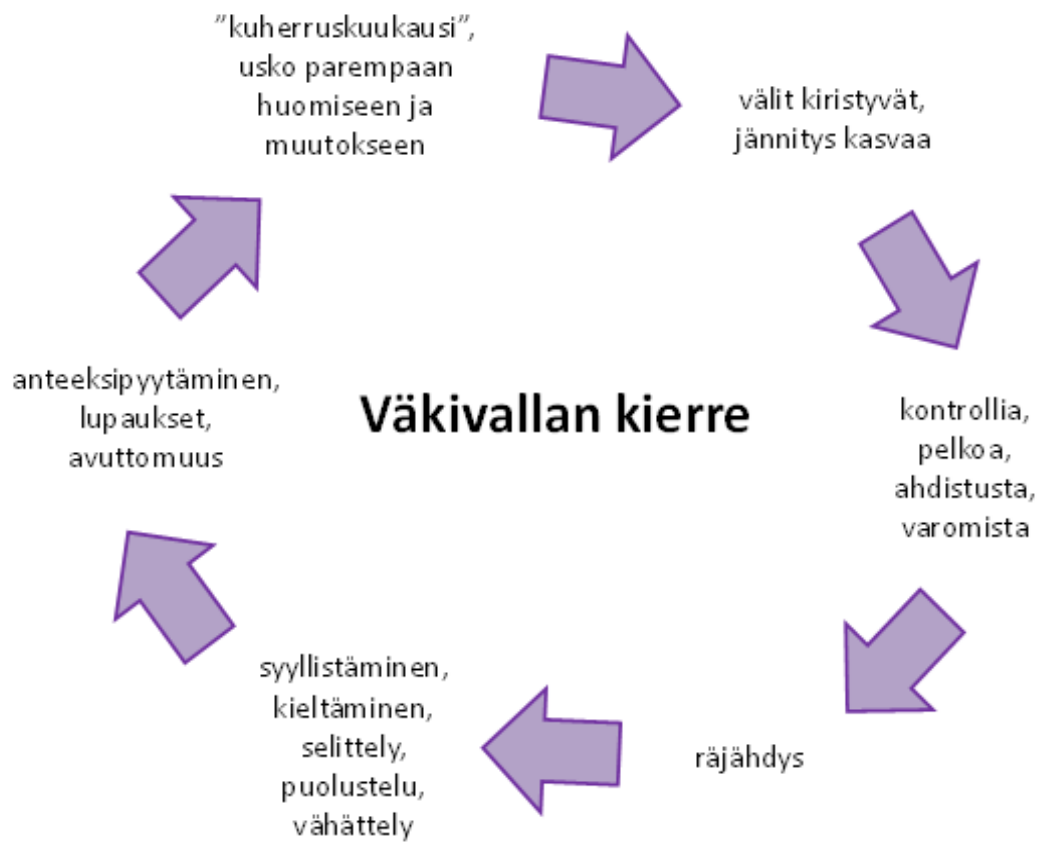 ”kuherruskuukausi”,
usko parempaan
huomiseen ja
muutokseen
välit kiristyvät,
jännitys kasvaa
kontrollia,
pelkoa,
ahdistusta,
varomista
räjähdys
syyllistäminen,
kieltäminen,
selittely,
puolustelu,
vähättely
anteeksipyytäminen,
lupaukset,
avuttomuus
Väkivallan kierre